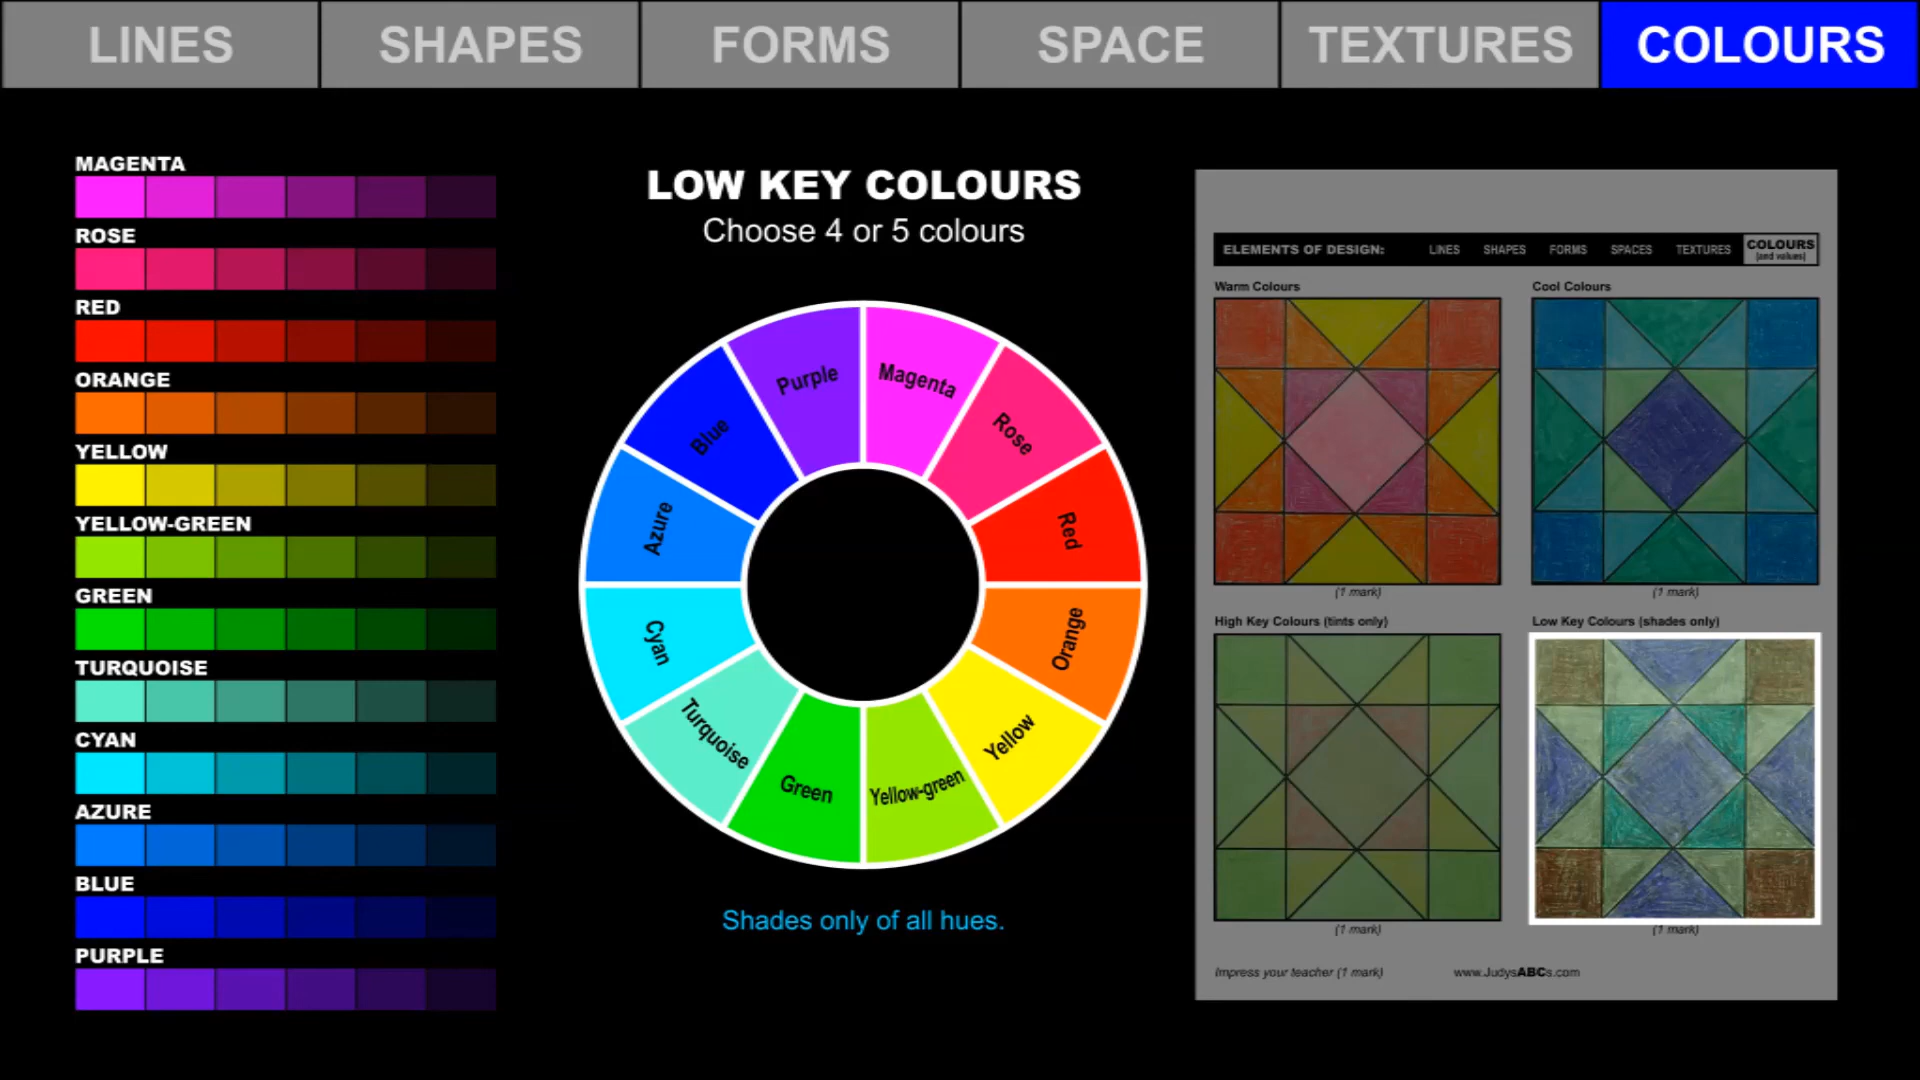 LINES
SHAPES
FORMS
SPACE
TEXTURES
COLOURS
MAGENTA
ROSE
RED
ORANGE
YELLOW
YELLOW-GREEN
GREEN
TURQUOISE
CYAN
AZURE
BLUE
PURPLE
LOW KEY COLOURS
Choose 4 or 5 colours
Purple
Magenta
Rose
Red
Orange
Yellow
Yellow-green
Green
Turquoise
Cyan
Azure
Blue
Shades only of all hues.
ELEMENTS OF DESIGN: LINES SHAPES FORMS SPACES TEXTURES COLOURS
(and values)
Warm Colours
Cool Colours
(1 mark)
(1 mark)
High Key Colours (tints only)
Low Key Colours (shades only)
(1 mark)
(1 mark)
Impress your teacher (1 mark)
www.JudysABCs.com